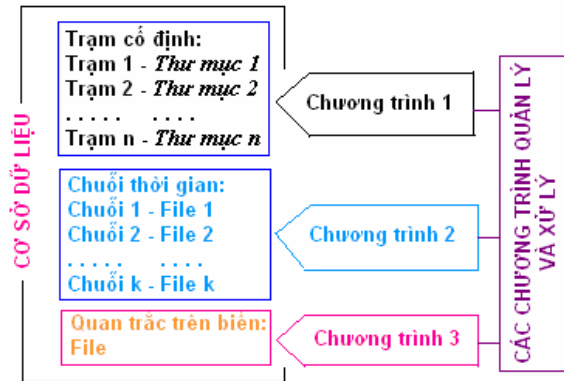 CƠ SỞ DỮ LIỆU
Trạm cố định:
Trạm 1 - Thư mục 1
Trạm 2 - Thư mục 2
. . . . . . . . .
Trạm n - Thư mục n
Chuỗi thời gian:
Chuỗi 1 - File 1
Chuỗi 2 - File 2
. . . . . . . . .
Chuỗi k - File k
Quan trắc trên biển:
File
Chương trình 1
Chương trình 2
Chương trình 3
CÁC CHƯƠNG TRÌNH QUẢN LÝ
VÀ XỬ LÝ